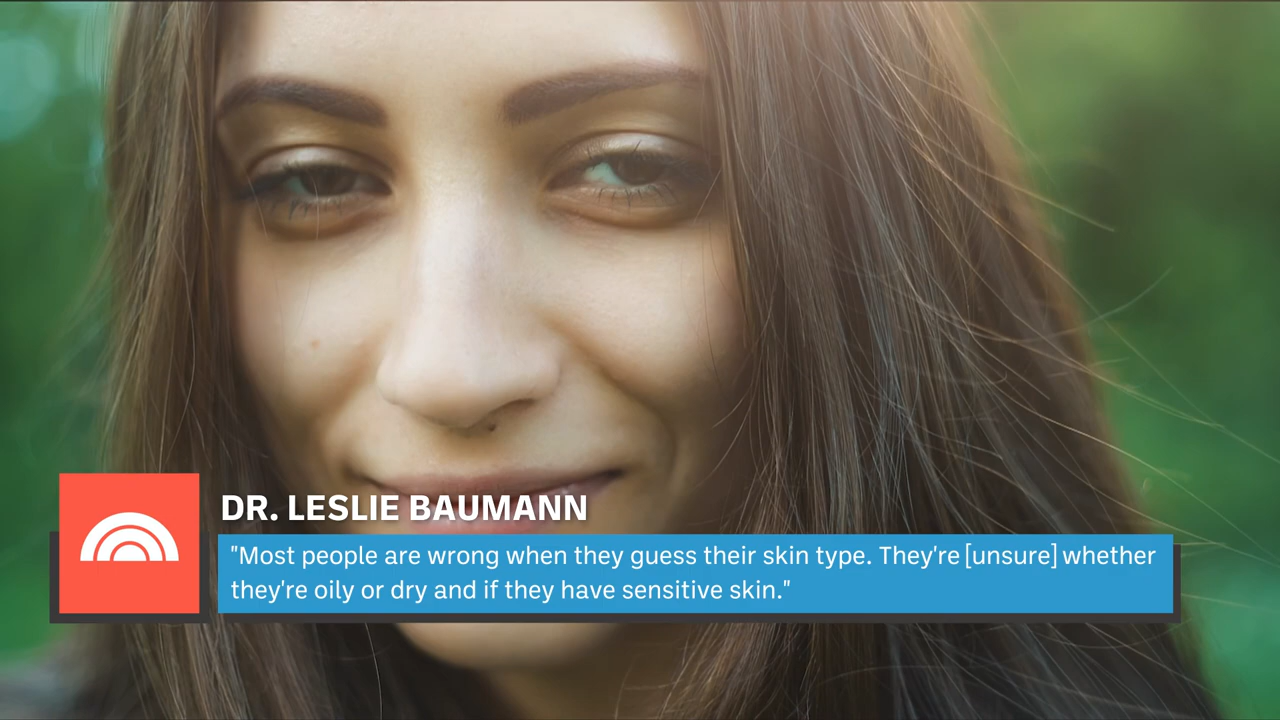 DR. LESLIE BAUMANN
"Most people are wrong when they guess their skin type. They're [unsure] whether
they're oily or dry and if they have sensitive skin."